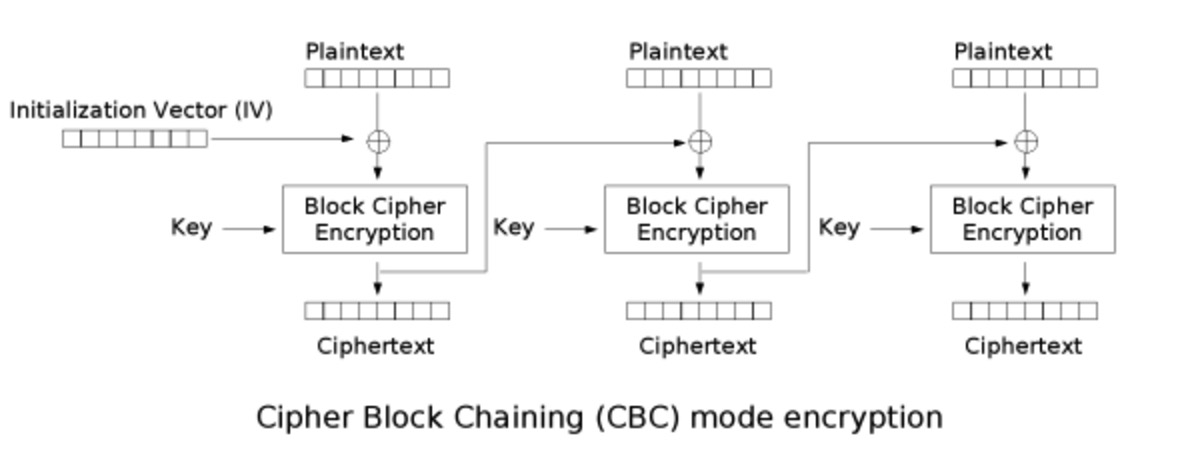 Plaintext
Plaintext
Plaintext
Initialization Vector (IV)
Key
Block Cipher
Encryption
Key
Block Cipher
Encryption
Key
Block Cipher
Encryption
Ciphertext
Ciphertext
Ciphertext
Cipher Block Chaining (CBC) mode encryption